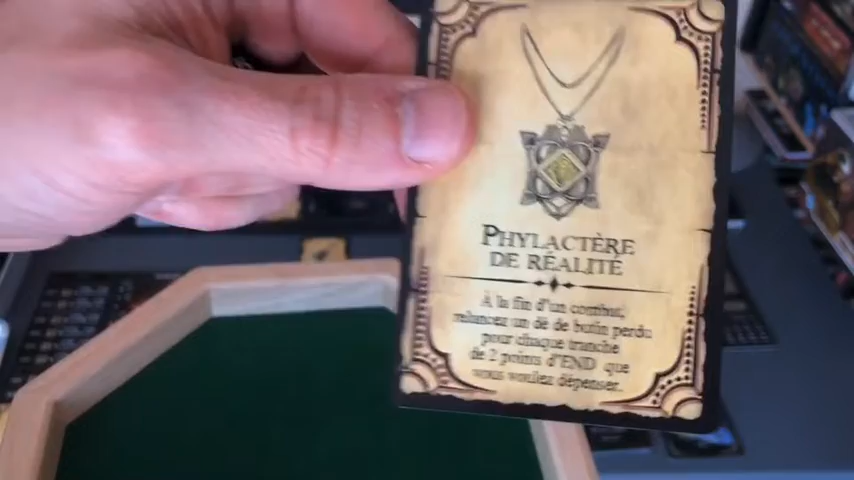 PHYLACTÈRE
DE RÉALITÉ
À la fin d'un combat,
relancez un dé de butin perdu
pour chaque tranche
de 2 points d'END que
vous voulez dépenser.